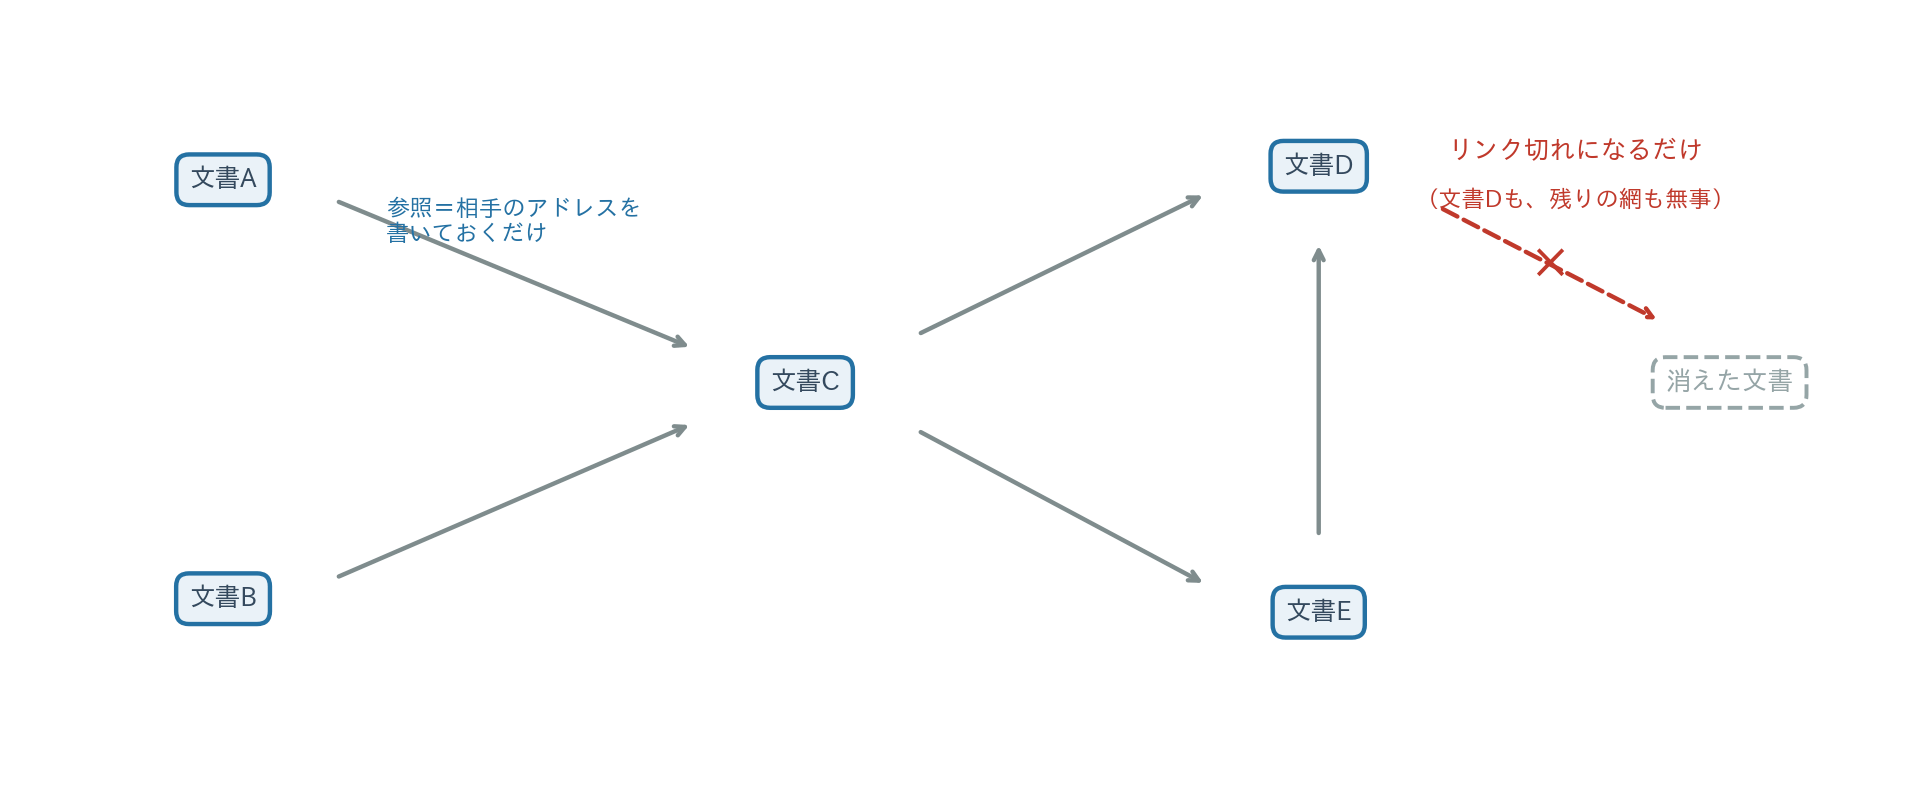 文書A
参照＝相手のアドレスを
書いておくだけ
文書B
文書C
文書D
リンク切れになるだけ
（文書Dも、残りの網も無事）
消えた文書
文書E